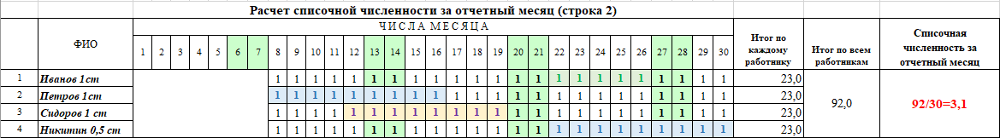 Расчет списочной численности за отчетный месяц (строка 2)
ФИО
Ч И С Л А М Е С Я Ц А
Итог по каждому работнику
Итог по всем работникам
Списочная численность за отчетный месяц
1 2 3 4 5 6 7 8 9 10 11 12 13 14 15 16 17 18 19 20 21 22 23 24 25 26 27 28 29 30
1 Иванов 1ст 1 1 1 1 1 1 1 1 1 1 1 1 1 1 1 1 1 1 1 1 1 1 1 23,0
2 Петров 1ст 1 1 1 1 1 1 1 1 1 1 1 1 1 1 1 1 1 1 1 1 1 1 1 23,0
92,0 92/30=3,1
3 Сидоров 1 ст 1 1 1 1 1 1 1 1 1 1 1 1 1 1 1 1 1 1 1 1 1 1 1 23,0
4 Никитин 0,5 ст 1 1 1 1 1 1 1 1 1 1 1 1 1 1 1 1 1 1 1 1 1 1 1 23,0